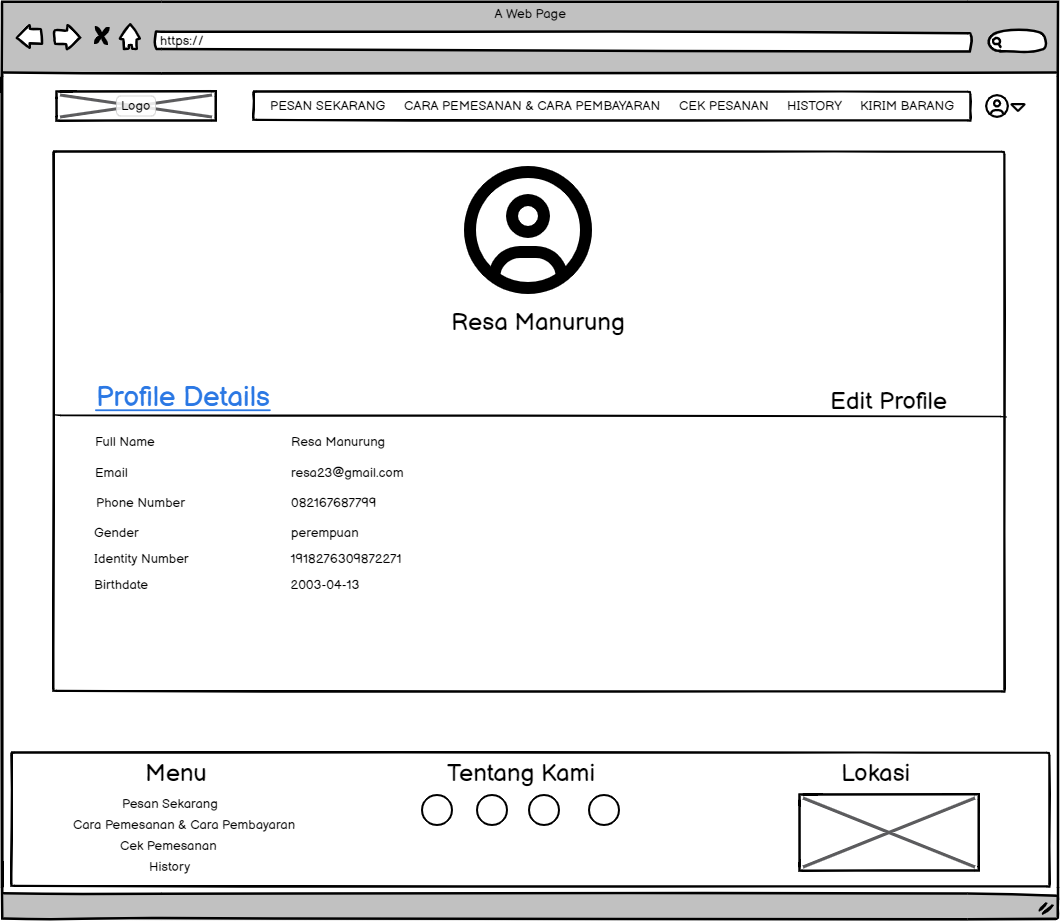 A Web Page
https://
Logo
PESAN SEKARANG CARA PEMESANAN & CARA PEMBAYARAN CEK PESANAN HISTORY KIRIM BARANG
Resa Manurung
Profile Details Edit Profile
Full Name Resa Manurung
Email resa23@gmail.com
Phone Number 082167687799
Gender perempuan
Identity Number 1918276309872271
Birthdate 2003-04-13
Menu Tentang Kami Lokasi
Pesan Sekarang
Cara Pemesanan & Cara Pembayaran
Cek Pemesanan
History